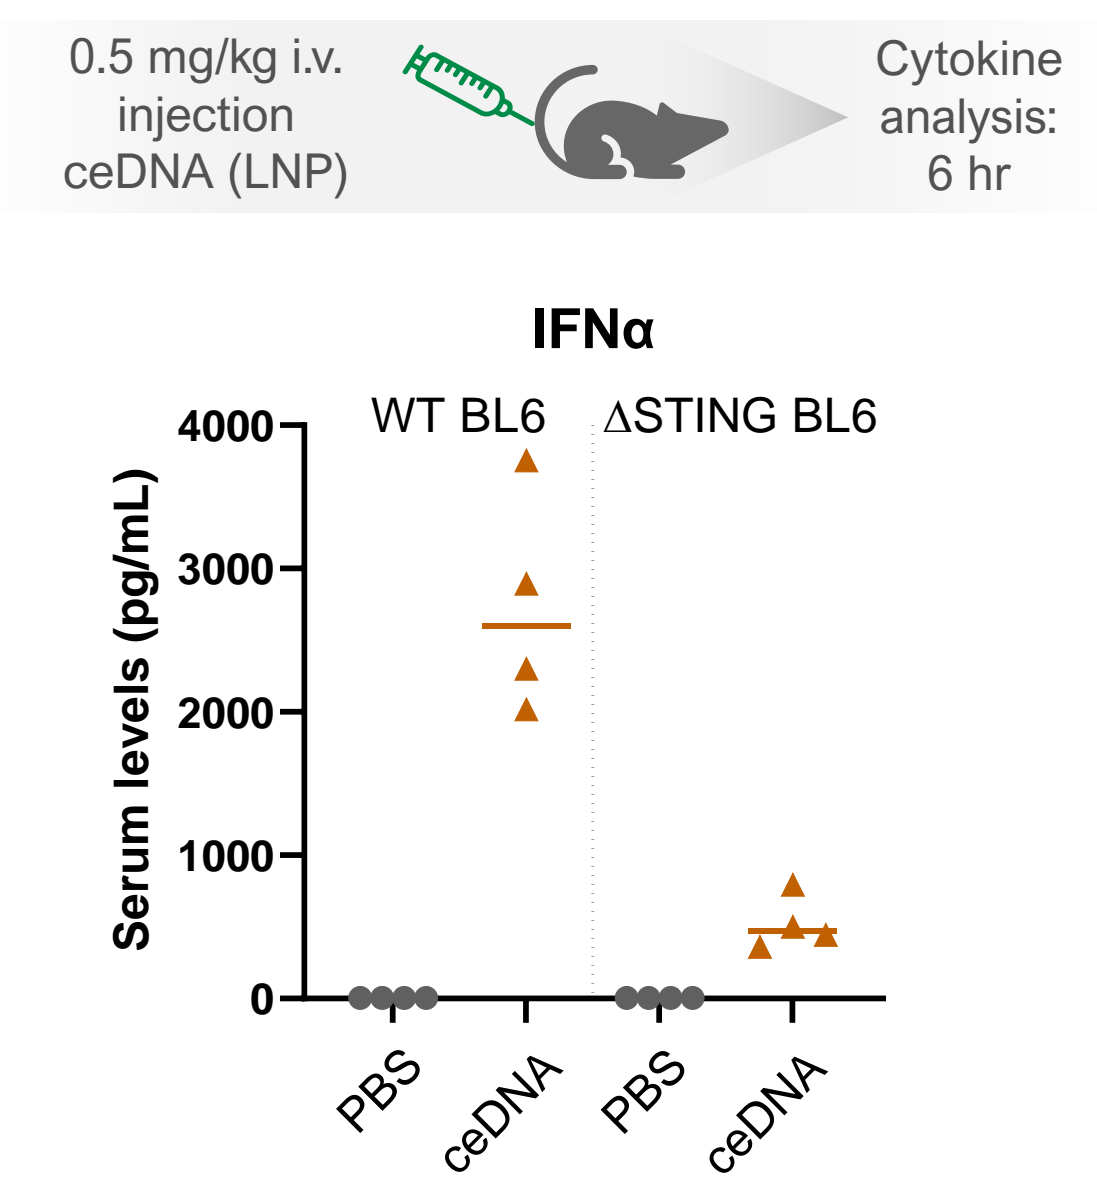 0.5 mg/kg i.v.
injection
ceDNA (LNP)
Cytokine
analysis:
6 hr
IFNα
WT BL6
ΔSTING BL6
Serum levels (pg/mL)
4000
3000
2000
1000
0
PBS
ceDNA
PBS
ceDNA